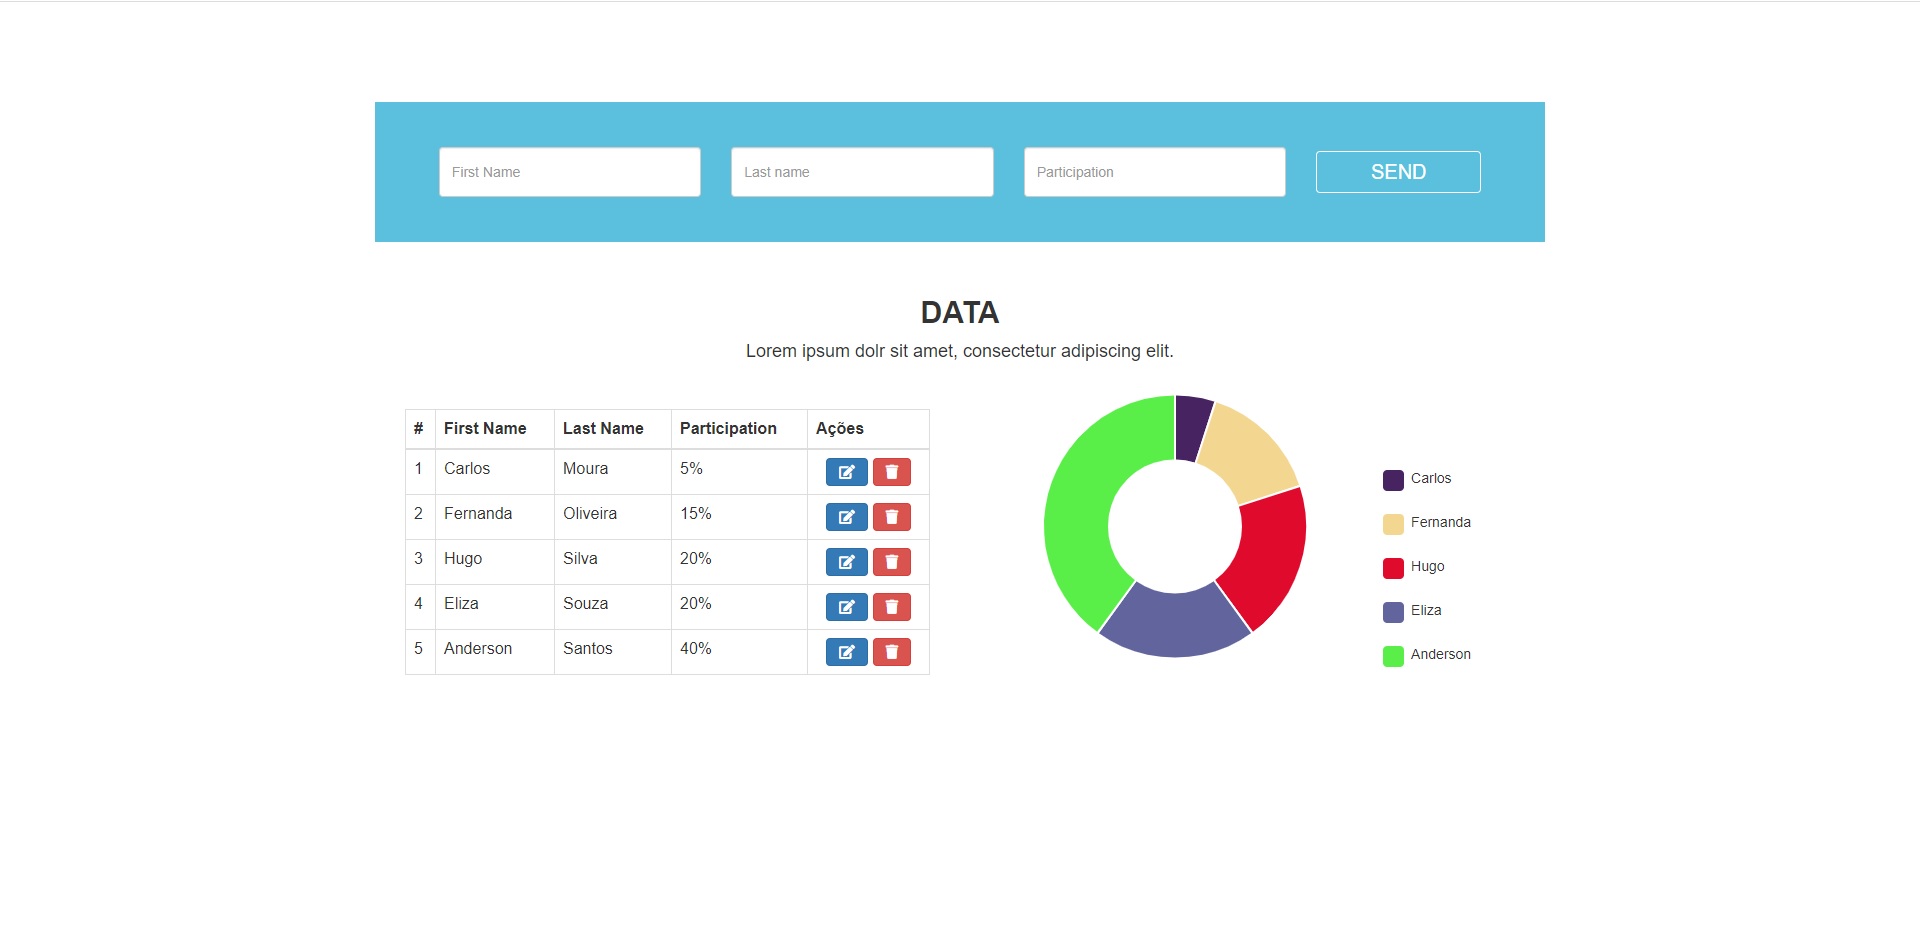 First Name Last name Participation SEND
DATA
Lorem ipsum dolr sit amet, consectetur adipiscing elit.
# First Name Last Name Participation Ações
1 Carlos Moura 5%
2 Fernanda Oliveira 15%
3 Hugo Silva 20%
4 Eliza Souza 20%
5 Anderson Santos 40%
Carlos
Fernanda
Hugo
Eliza
Anderson